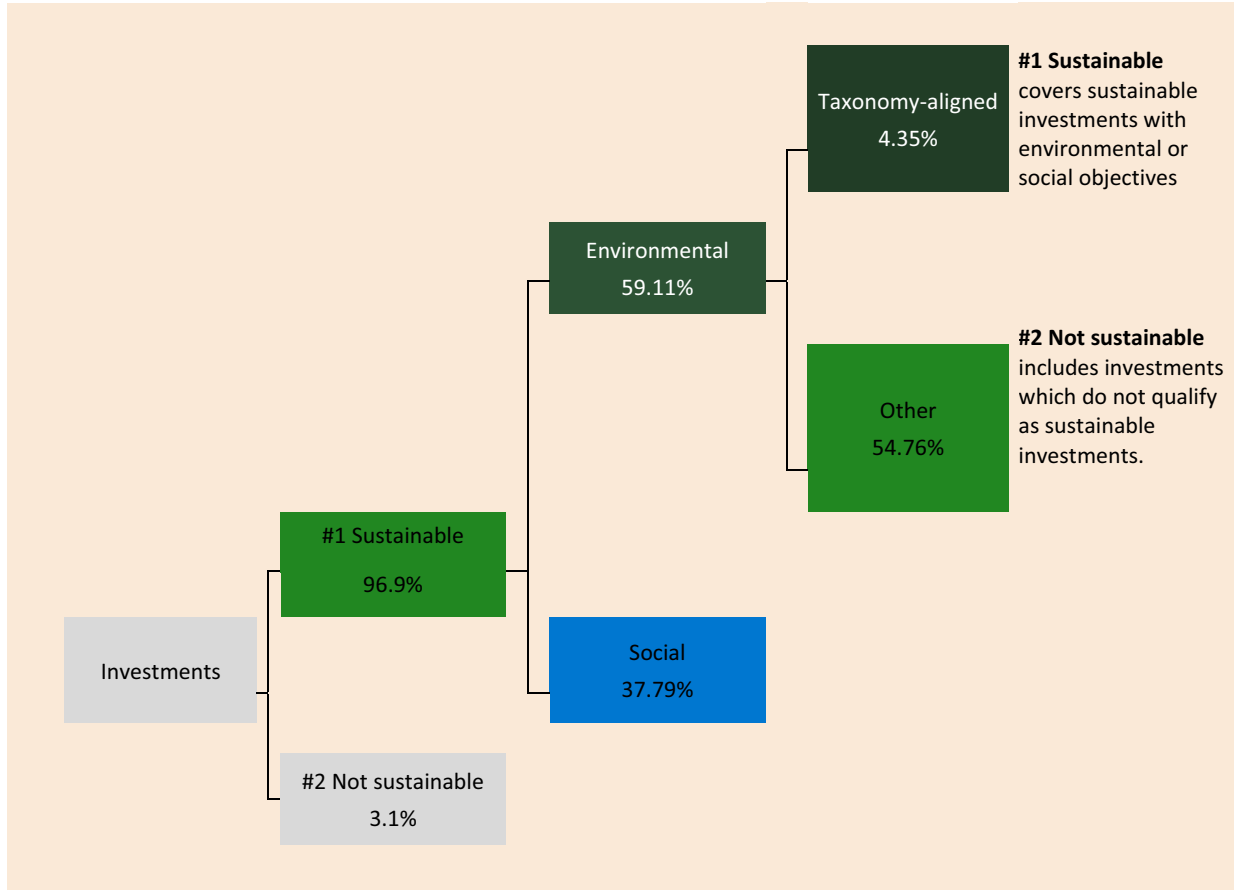 Taxonomy-aligned
4.35%
#1 Sustainable
covers sustainable
investments with
environmental or
social objectives
Environmental
59.11%
Other
54.76%
#2 Not sustainable
includes investments
which do not qualify
as sustainable
investments.
#1 Sustainable
96.9%
Investments
Social
37.79%
#2 Not sustainable
3.1%